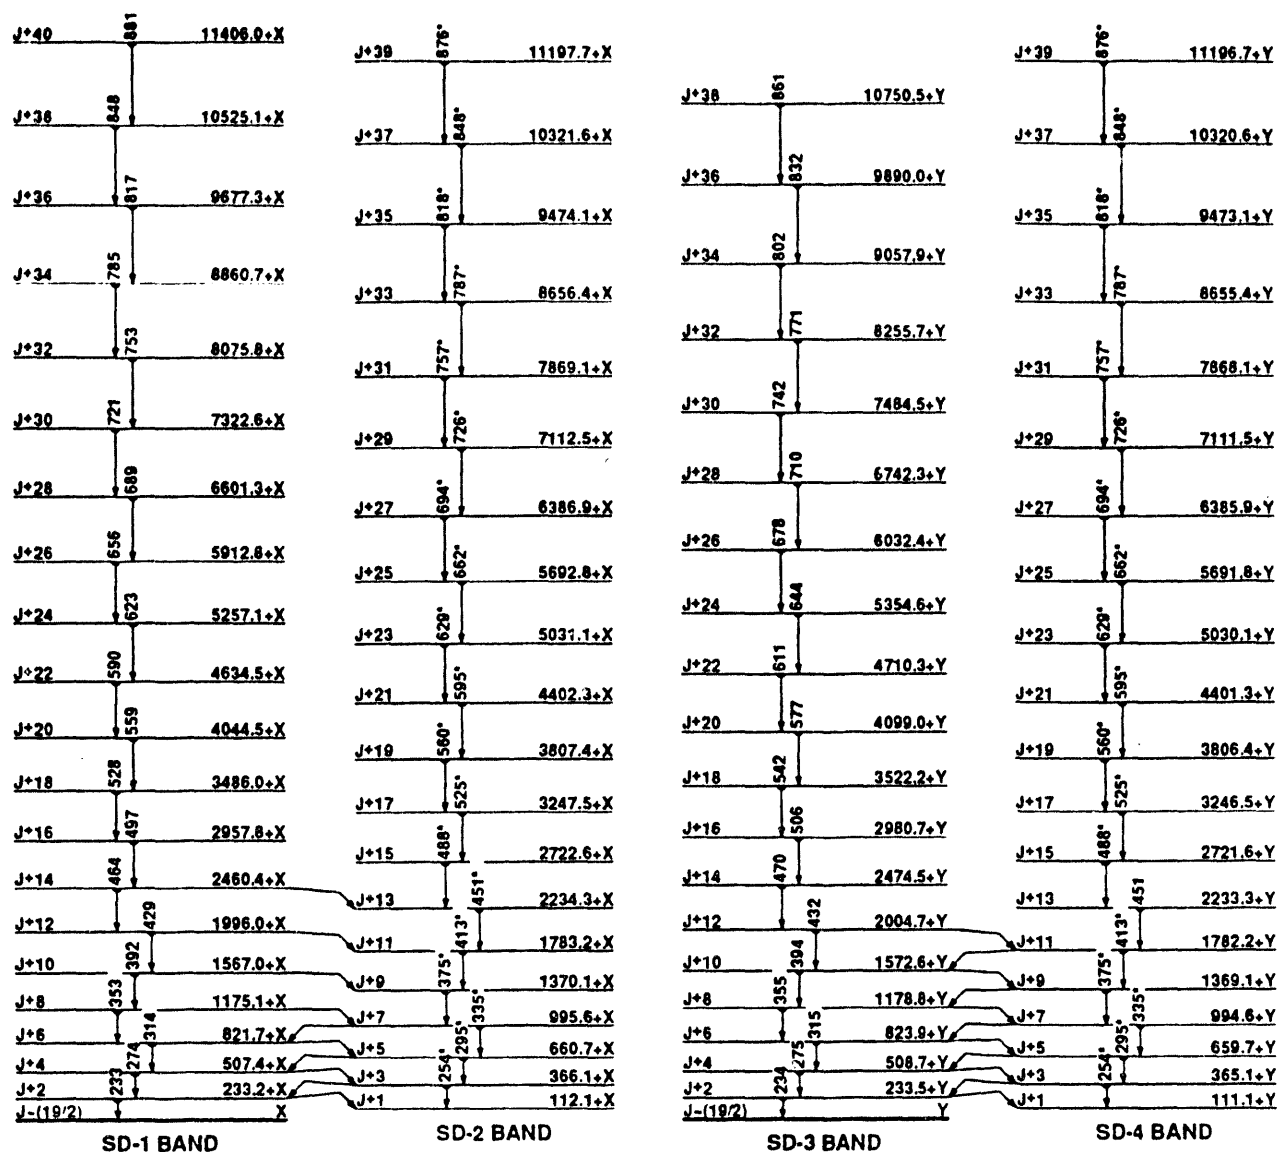 J+40 881 11406.0+X
J+38 848 10525.1+X
J+36 817 9677.3+X
J+34 785 8860.7+X
J+32 753 8075.8+X
J+30 721 7322.6+X
J+28 689 6601.3+X
J+26 656 5912.8+X
J+24 623 5257.1+X
J+22 590 4634.5+X
J+20 559 4044.5+X
J+18 528 3486.0+X
J+16 497 2957.8+X
J+14 464 2460.4+X
J+12 429 1996.0+X
J+10 392 1567.0+X
J+8 353 1175.1+X
J+6 314 821.7+X
J+4 274 507.4+X
J+2 233 233.2+X
J~(19/2) X
SD-1 BAND
J+39 876* 11197.7+X
J+37 848* 10321.6+X
J+35 818* 9474.1+X
J+33 787* 8656.4+X
J+31 757* 7869.1+X
J+29 726* 7112.5+X
J+27 694* 6386.9+X
J+25 662* 5692.8+X
J+23 629* 5031.1+X
J+21 595* 4402.3+X
J+19 560* 3807.4+X
J+17 525* 3247.5+X
J+15 488* 2722.6+X
J+13 451* 2234.3+X
J+11 413* 1783.2+X
J+9 375* 1370.1+X
J+7 335* 995.6+X
J+5 295* 660.7+X
J+3 254* 366.1+X
J+1 112.1+X
SD-2 BAND
J+38 861 10750.5+Y
J+36 832 9890.0+Y
J+34 802 9057.9+Y
J+32 771 8255.7+Y
J+30 742 7484.5+Y
J+28 710 6742.3+Y
J+26 678 6032.4+Y
J+24 644 5354.6+Y
J+22 611 4710.3+Y
J+20 577 4099.0+Y
J+18 542 3522.2+Y
J+16 506 2980.7+Y
J+14 470 2474.5+Y
J+12 432 2004.7+Y
J+10 394 1572.6+Y
J+8 355 1178.8+Y
J+6 315 823.9+Y
J+4 275 508.7+Y
J+2 234 233.5+Y
J~(19/2) Y
SD-3 BAND
J+39 876* 11196.7+Y
J+37 848* 10320.6+Y
J+35 818* 9473.1+Y
J+33 787* 8655.4+Y
J+31 757* 7868.1+Y
J+29 726* 7111.5+Y
J+27 694* 6385.9+Y
J+25 662* 5691.8+Y
J+23 629* 5030.1+Y
J+21 595* 4401.3+Y
J+19 560* 3806.4+Y
J+17 525* 3246.5+Y
J+15 488* 2721.6+Y
J+13 451 2233.3+Y
J+11 413* 1782.2+Y
J+9 375* 1369.1+Y
J+7 335* 994.6+Y
J+5 295* 659.7+Y
J+3 254* 365.1+Y
J+1 111.1+Y
SD-4 BAND